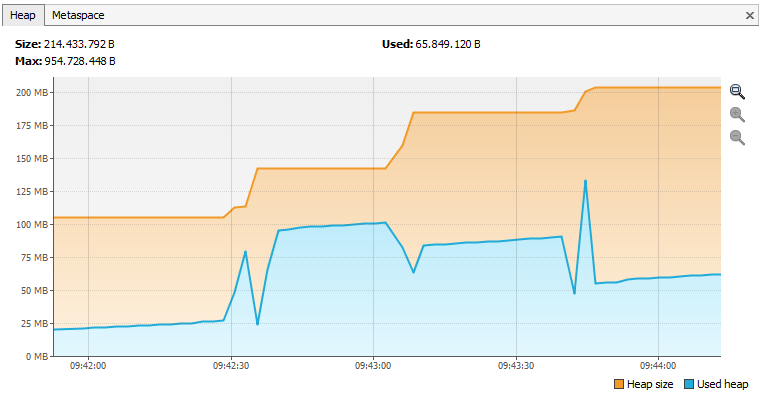 Heap Metaspace
Size: 214.433.792 B Used: 65.849.120 B
Max: 954.728.448 B
200 MB
175 MB
150 MB
125 MB
100 MB
75 MB
50 MB
25 MB
0 MB
09:42:00 09:42:30 09:43:00 09:43:30 09:44:00
Heap size Used heap